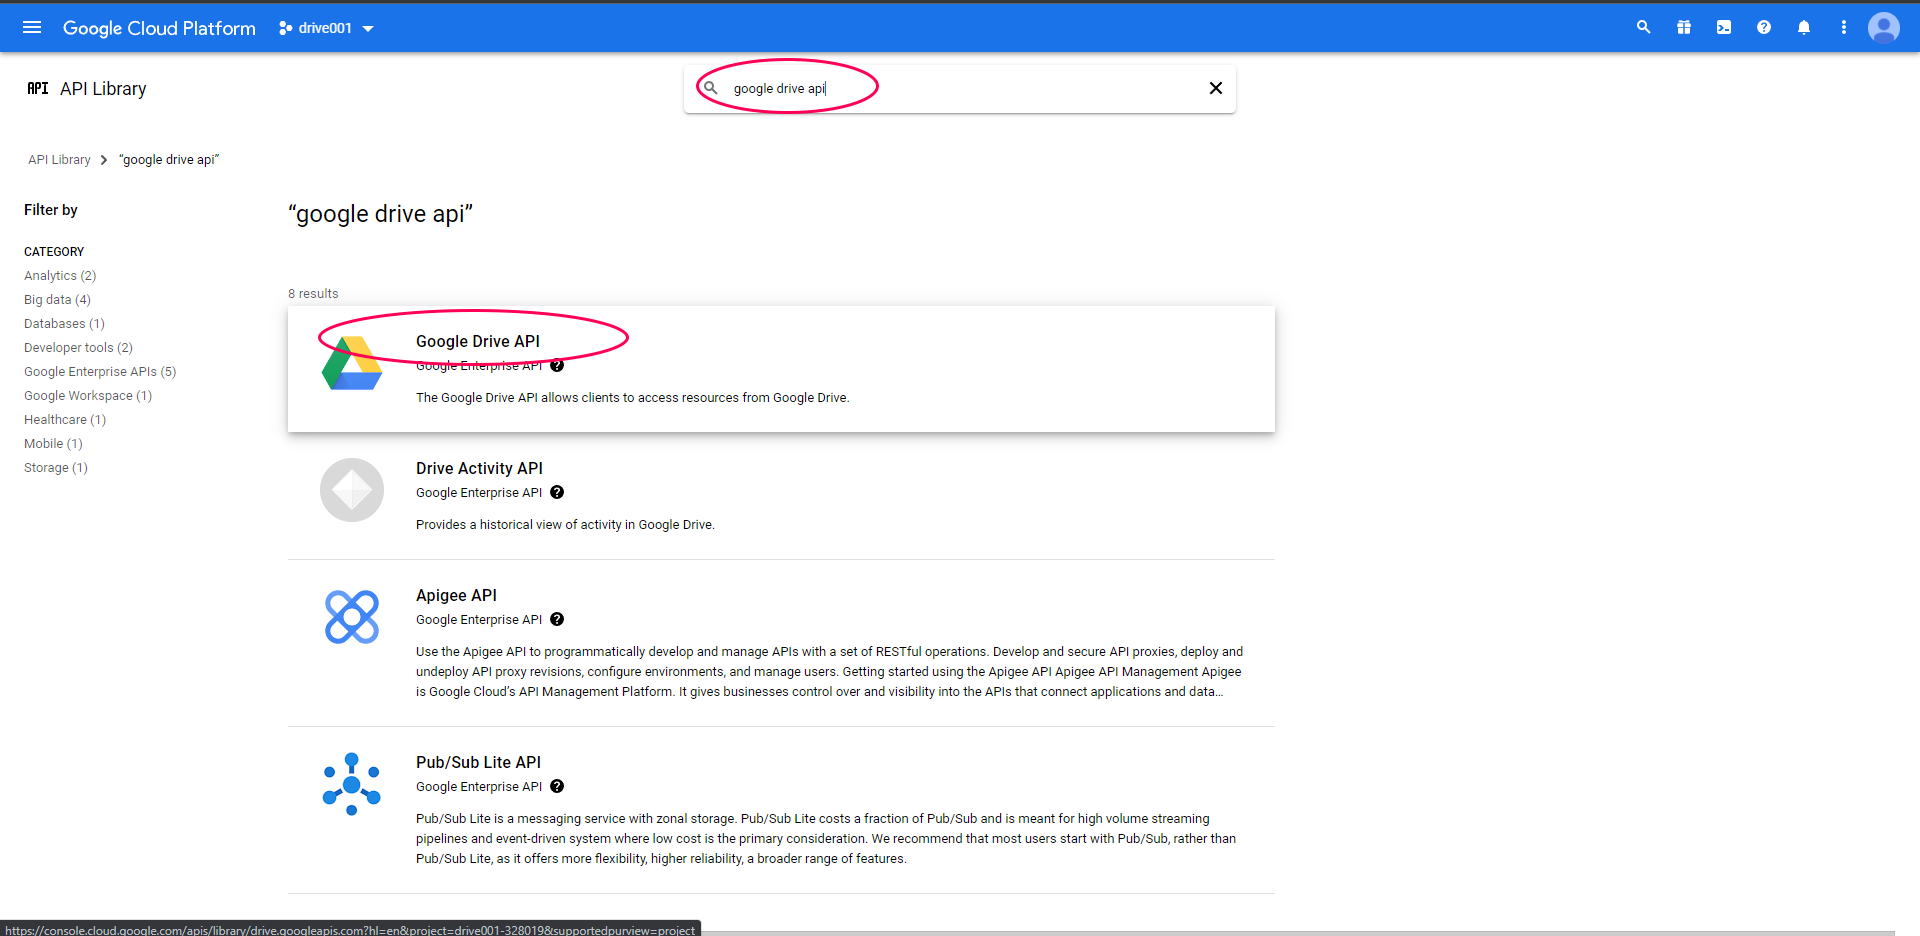 Google Cloud Platform
drive001
API API Library
google drive api
API Library
“google drive api”
Filter by
CATEGORY
Analytics (2)
Big data (4)
Databases (1)
Developer tools (2)
Google Enterprise APIs (5)
Google Workspace (1)
Healthcare (1)
Mobile (1)
Storage (1)
“google drive api”
8 results
Google Drive API
Google Enterprise API ?
The Google Drive API allows clients to access resources from Google Drive.
Drive Activity API
Google Enterprise API ?
Provides a historical view of activity in Google Drive.
Apigee API
Google Enterprise API ?
Use the Apigee API to programmatically develop and manage APIs with a set of RESTful operations. Develop and secure API proxies, deploy and
undeploy API proxy revisions, configure environments, and manage users. Getting started using the Apigee API Apigee API Management Apigee
is Google Cloud’s API Management Platform. It gives businesses control over and visibility into the APIs that connect applications and data…
Pub/Sub Lite API
Google Enterprise API ?
Pub/Sub Lite is a messaging service with zonal storage. Pub/Sub Lite costs a fraction of Pub/Sub and is meant for high volume streaming
pipelines and event-driven system where low cost is the primary consideration. We recommend that most users start with Pub/Sub, rather than
Pub/Sub Lite, as it offers more flexibility, higher reliability, a broader range of features.
https://console.cloud.google.com/apis/library/drive.googleapis.com?hl=en&project=drive001-328019&supportedpurview=project